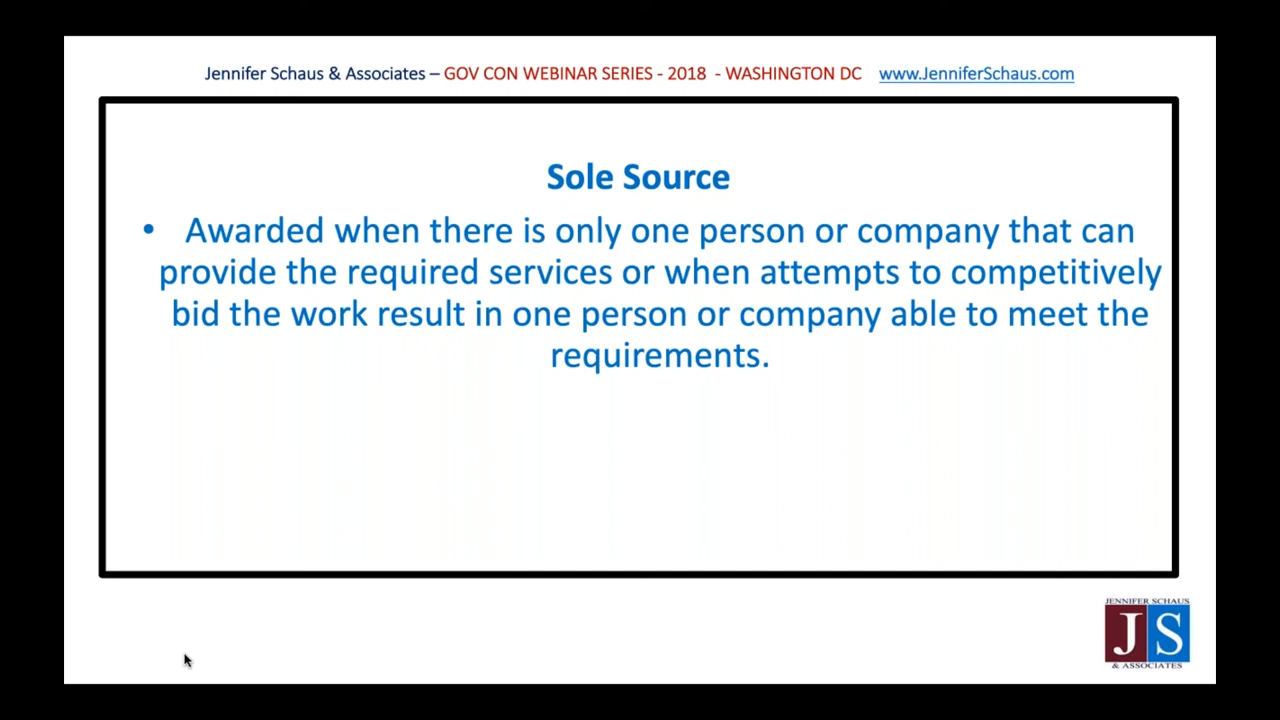 Jennifer Schaus & Associates – GOV CON WEBINAR SERIES - 2018 - WASHINGTON DC www.JenniferSchaus.com
Sole Source
• Awarded when there is only one person or company that can
provide the required services or when attempts to competitively
bid the work result in one person or company able to meet the
requirements.
JENNIFER SCHAUS
JS
& ASSOCIATES